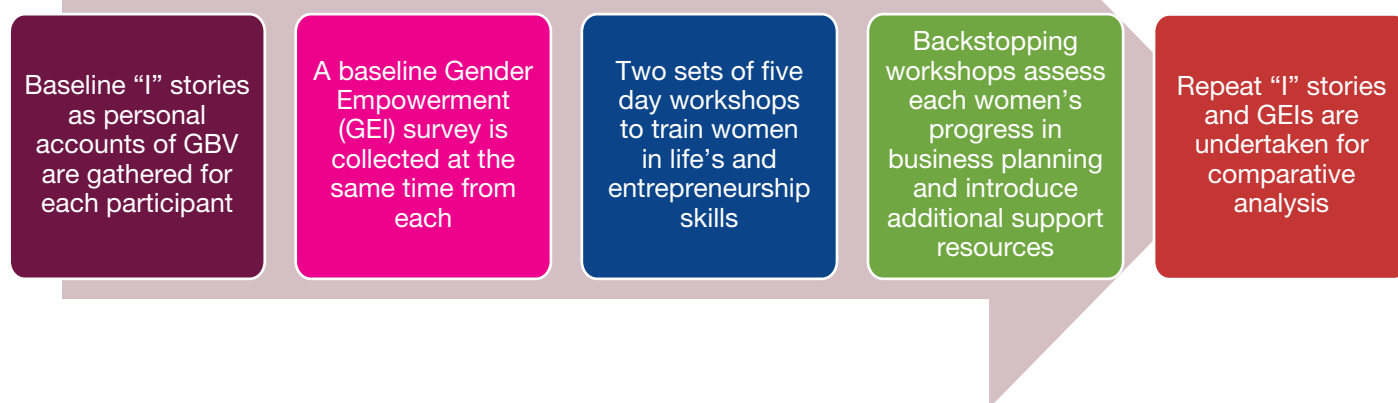 Baseline “I” stories
as personal
accounts of GBV
are gathered for
each participant
A baseline Gender
Empowerment
(GEI) survey is
collected at the
same time from
each
Two sets of five
day workshops
to train women
in life’s and
entrepreneurship
skills
Backstopping
workshops assess
each women’s
progress in
business planning
and introduce
additional support
resources
Repeat “I” stories
and GEIs are
undertaken for
comparative
analysis